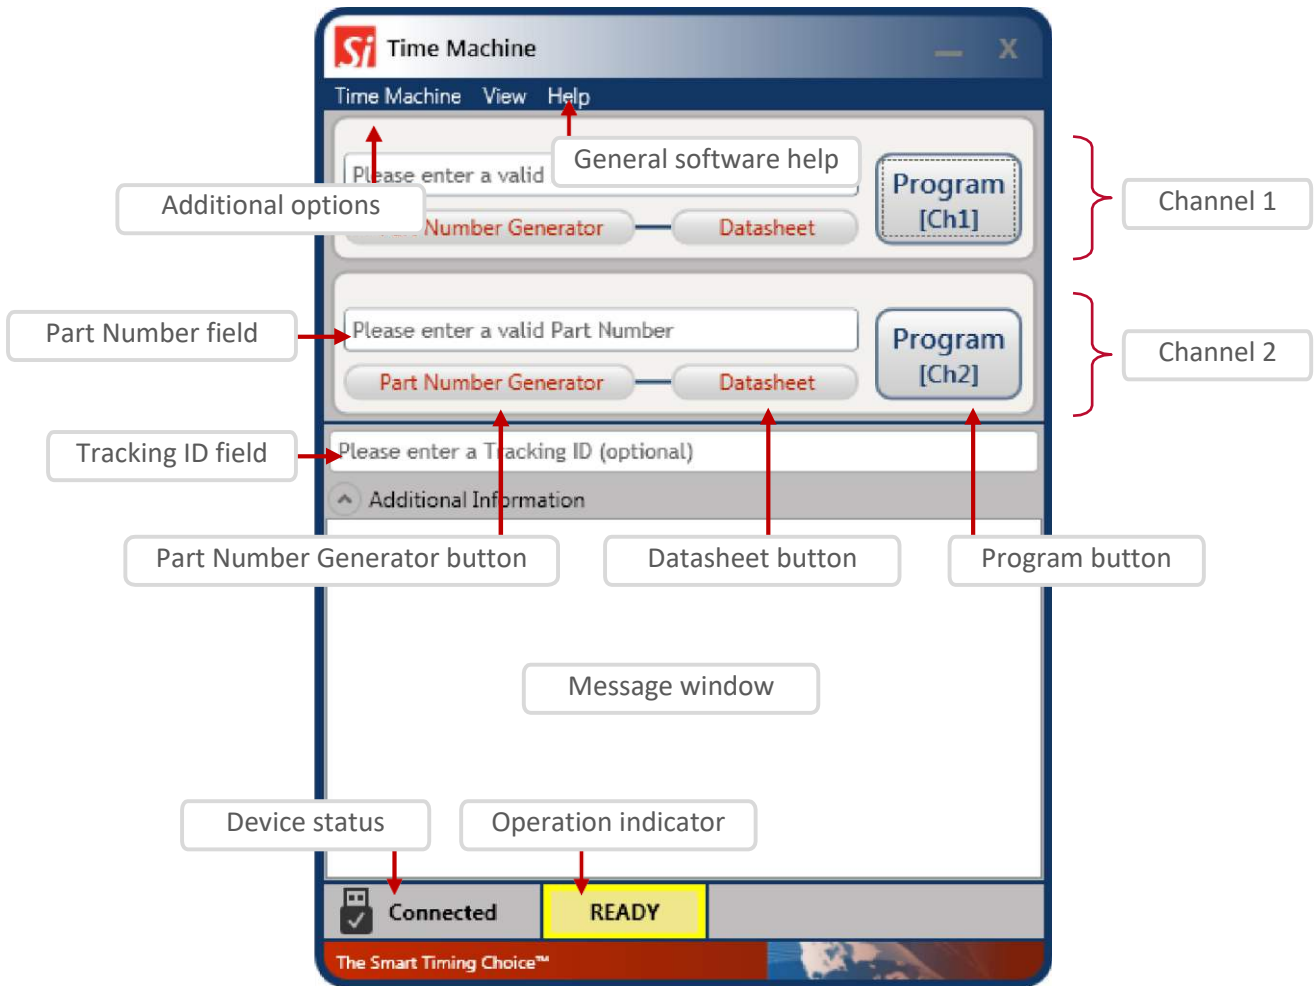 Si Time Machine
X
Time Machine View Help
General software help
Please enter a valid
Program
[Ch1]
Channel 1
Additional options
Number Generator
Datasheet
Part Number field
Please enter a valid Part Number
Program
[Ch2]
Channel 2
Part Number Generator
Datasheet
Tracking ID field
Please enter a Tracking ID (optional)
Additional Information
Part Number Generator button
Datasheet button
Program button
Message window
Device status
Operation indicator
Connected
READY
The Smart Timing Choice™